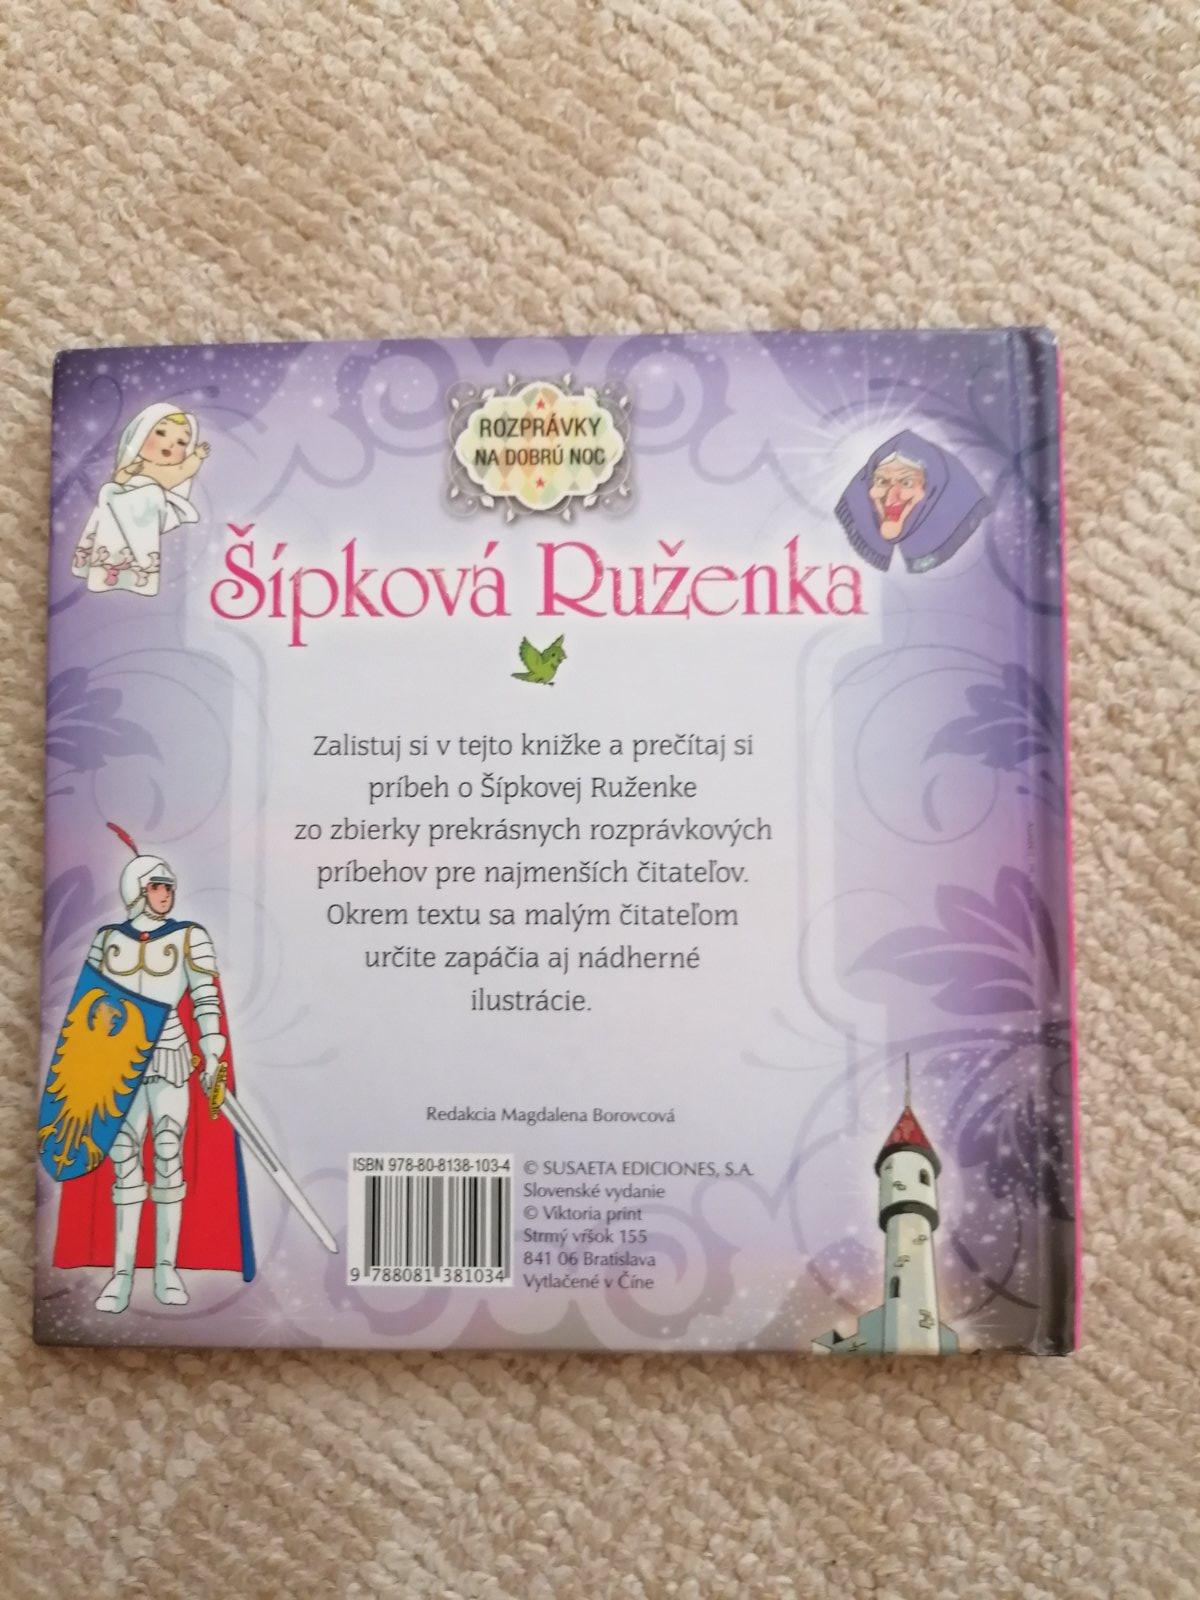 ROZPRÁVKY
NA DOBRÚ NOC
Šípková Ruženka
Zalistuj si v tejto knižke a prečítaj si
príbeh o Šípkovej Ruženke
zo zbierky prekrásnych rozprávkových
príbehov pre najmenších čitateľov.
Okrem textu sa malým čitateľom
určite zapáčia aj nádherné
ilustrácie.
Redakcia Magdalena Borovcová
ISBN 978-80-8138-103-4
9 788081 381034
© SUSAETA EDICIONES, S.A.
Slovenské vydanie
© Viktoria print
Strmý vŕšok 155
841 06 Bratislava
Vytlačené v Číne